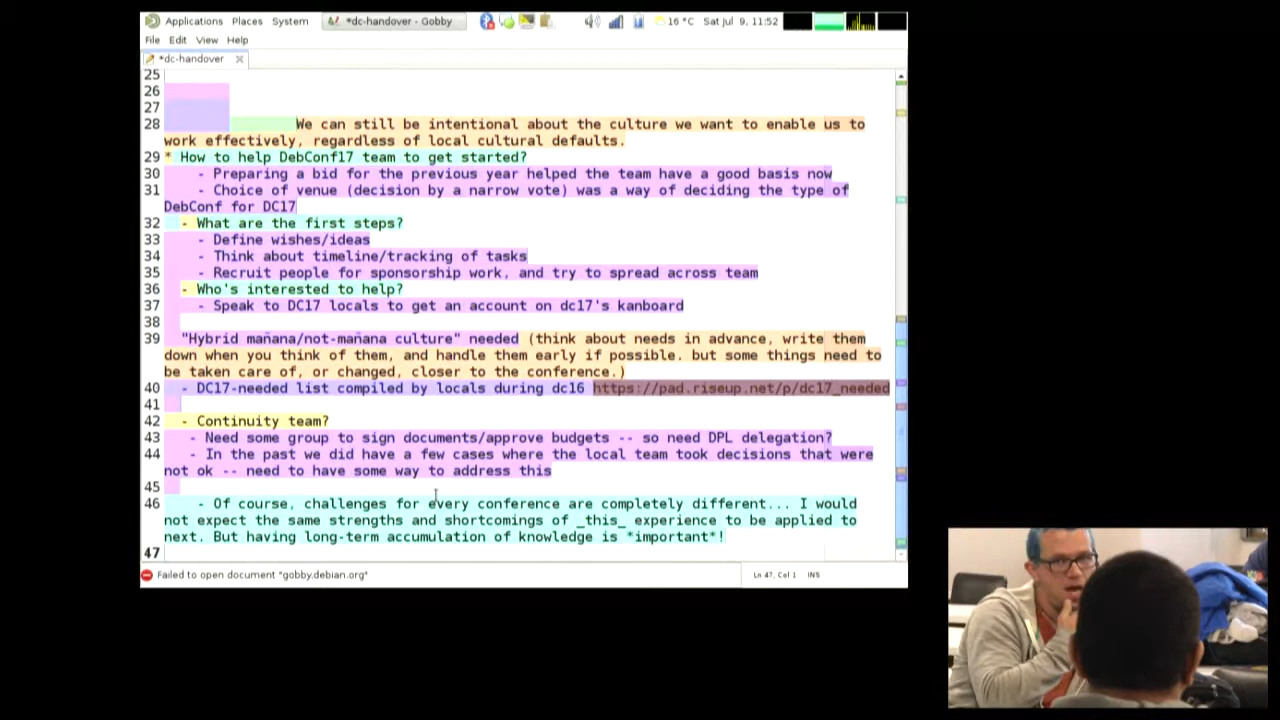 Applications Places System *dc-handover - Gobby 16 °C Sat Jul 9, 11:52
File Edit View Help
*dc-handover
25
26
27
28 We can still be intentional about the culture we want to enable us to
work effectively, regardless of local cultural defaults.
29 * How to help DebConf17 team to get started?
30 - Preparing a bid for the previous year helped the team have a good basis now
31 - Choice of venue (decision by a narrow vote) was a way of deciding the type of
DebConf for DC17
32 - What are the first steps?
33 - Define wishes/ideas
34 - Think about timeline/tracking of tasks
35 - Recruit people for sponsorship work, and try to spread across team
36 - Who's interested to help?
37 - Speak to DC17 locals to get an account on dc17's kanboard
38
39 "Hybrid mañana/not-mañana culture" needed (think about needs in advance, write them
down when you think of them, and handle them early if possible. but some things need to
be taken care of, or changed, closer to the conference.)
40 - DC17-needed list compiled by locals during dc16 https://pad.riseup.net/p/dc17_needed
41
42 - Continuity team?
43 - Need some group to sign documents/approve budgets -- so need DPL delegation?
44 - In the past we did have a few cases where the local team took decisions that were
not ok -- need to have some way to address this
45
46 - Of course, challenges for every conference are completely different... I would
not expect the same strengths and shortcomings of _this_ experience to be applied to
next. But having long-term accumulation of knowledge is *important*!
47
Failed to open document "gobby.debian.org" Ln 47, Col 1 INS